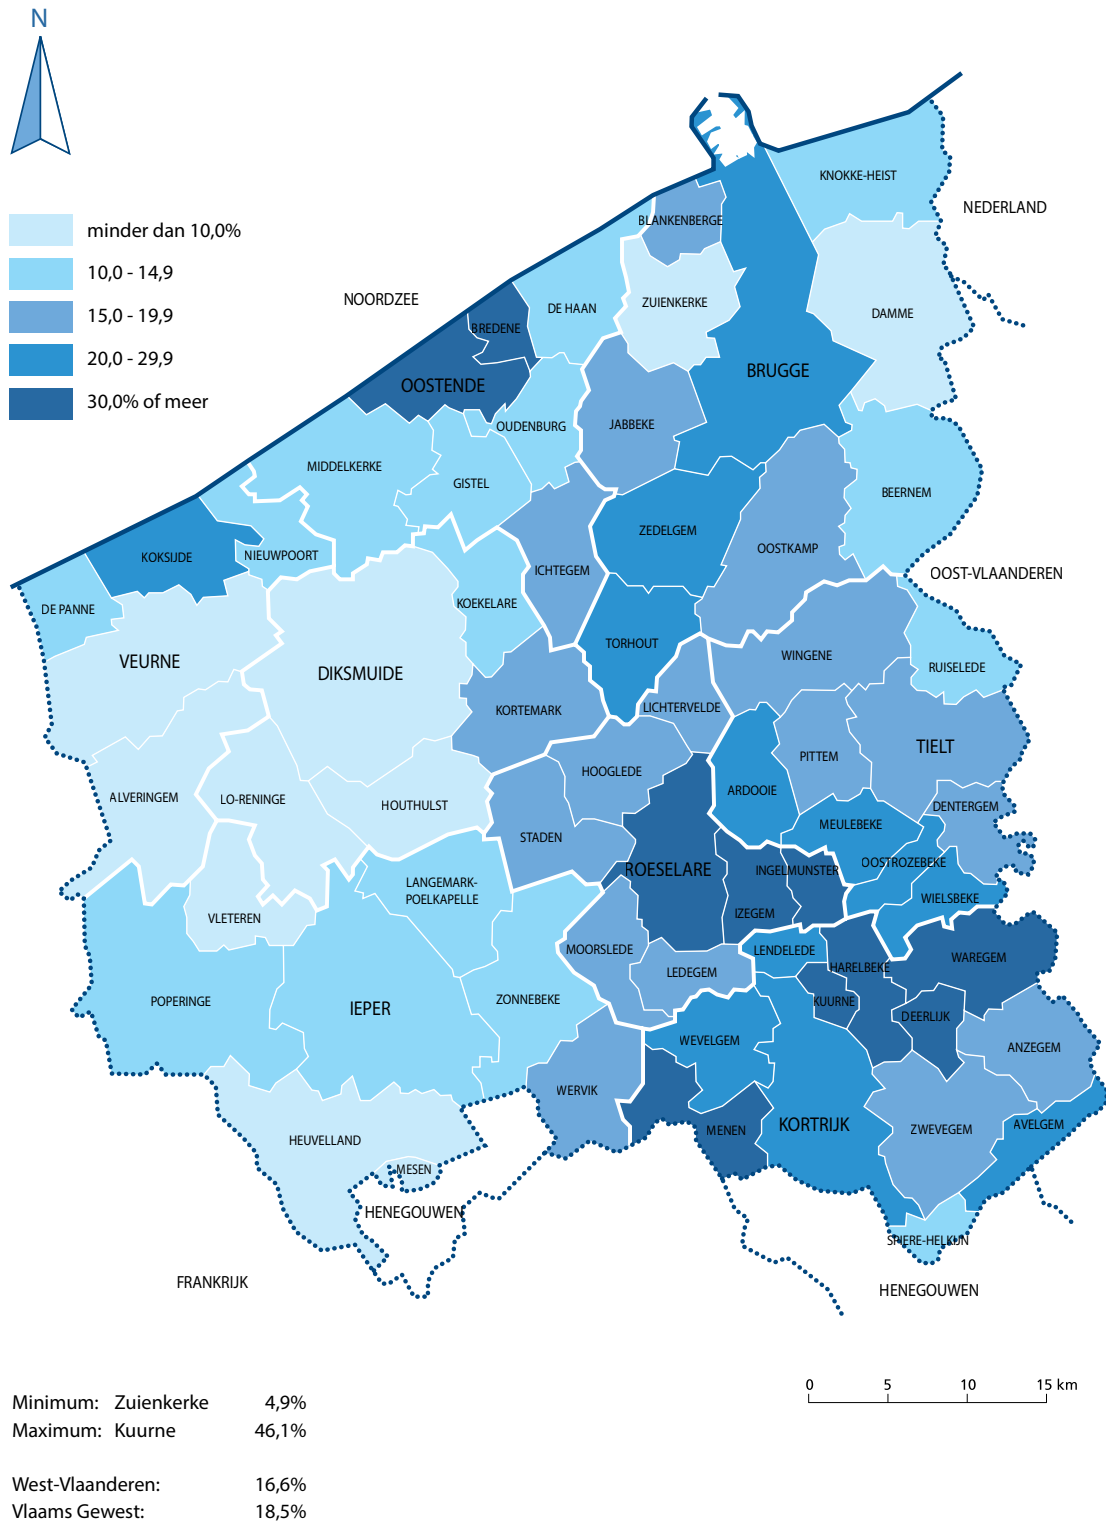 N
KNOKKE-HEIST
NEDERLAND
BLANKENBERGE
minder dan 10,0%
10,0 - 14,9
15,0 - 19,9
20,0 - 29,9
30,0% of meer
NOORDZEE
DE HAAN
ZUIENKERKE
DAMME
BREDENE
OOSTENDE
BRUGGE
OUDENBURG
JABBEKE
MIDDELKERKE
GISTEL
BEERNEM
ZEDELGEM
OOSTKAMP
KOKSIJDE
NIEUWPOORT
ICHTEGEM
OOST-VLAANDEREN
DE PANNE
KOEKELARE
TORHOUT
VEURNE
DIKSMUIDE
WINGENE
RUISELEDE
KORTEMARK
LICHTERVELDE
TIELT
PITTEM
HOOGLEDE
ARDOOIE
ALVERINGEM
LO-RENINGE
HOUTHULST
DENTERGEM
STADEN
MEULEBEKE
OOSTROZEBEKE
ROESELARE
INGELMUNSTER
LANGEMARK-
POELKAPELLE
WIELSBEKE
IZEGEM
VLETEREN
MOORSLEDE
LENDELEDE
WAREGEM
HARELBEKE
LEDEGEM
POPERINGE
IEPER
ZONNEBEKE
KUURNE
DEERLIJK
WEVELGEM
ANZEGEM
WERVIK
MENEN
KORTRIJK
ZWEVEGEM
AVELGEM
HEUVELLAND
MESEN
HENEGOUWEN
SPIERE-HELKIJN
FRANKRIJK
HENEGOUWEN
0 5 10 15 km
Minimum: Zuienkerke 4,9%
Maximum: Kuurne 46,1%
West-Vlaanderen: 16,6%
Vlaams Gewest: 18,5%